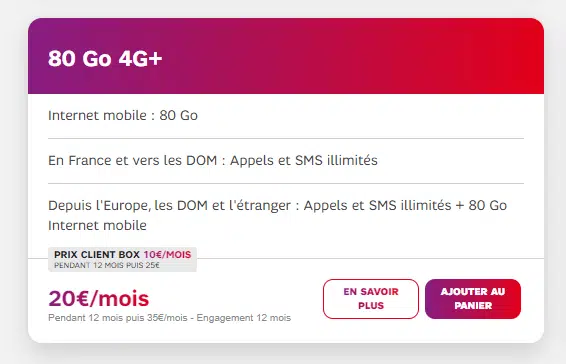 80 Go 4G+
Internet mobile : 80 Go
En France et vers les DOM : Appels et SMS illimités
Depuis l'Europe, les DOM et l'étranger : Appels et SMS illimités + 80 Go
Internet mobile
PRIX CLIENT BOX 10€/MOIS
PENDANT 12 MOIS PUIS 25€
20€/mois
Pendant 12 mois puis 35€/mois - Engagement 12 mois
EN SAVOIR
PLUS
AJOUTER AU
PANIER